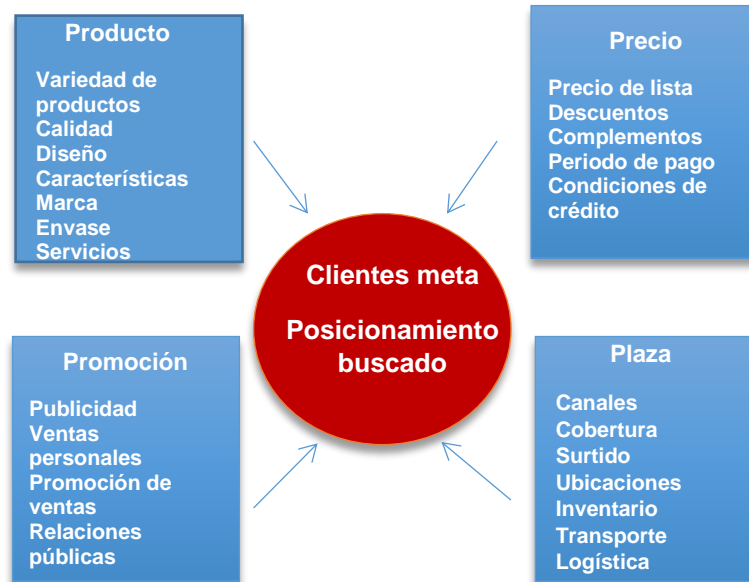 Producto
Variedad de
productos
Calidad
Diseño
Características
Marca
Envase
Servicios
Precio
Precio de lista
Descuentos
Complementos
Periodo de pago
Condiciones de
crédito
Clientes meta
Posicionamiento
buscado
Promoción
Publicidad
Ventas
personales
Promoción de
ventas
Relaciones
públicas
Plaza
Canales
Cobertura
Surtido
Ubicaciones
Inventario
Transporte
Logística